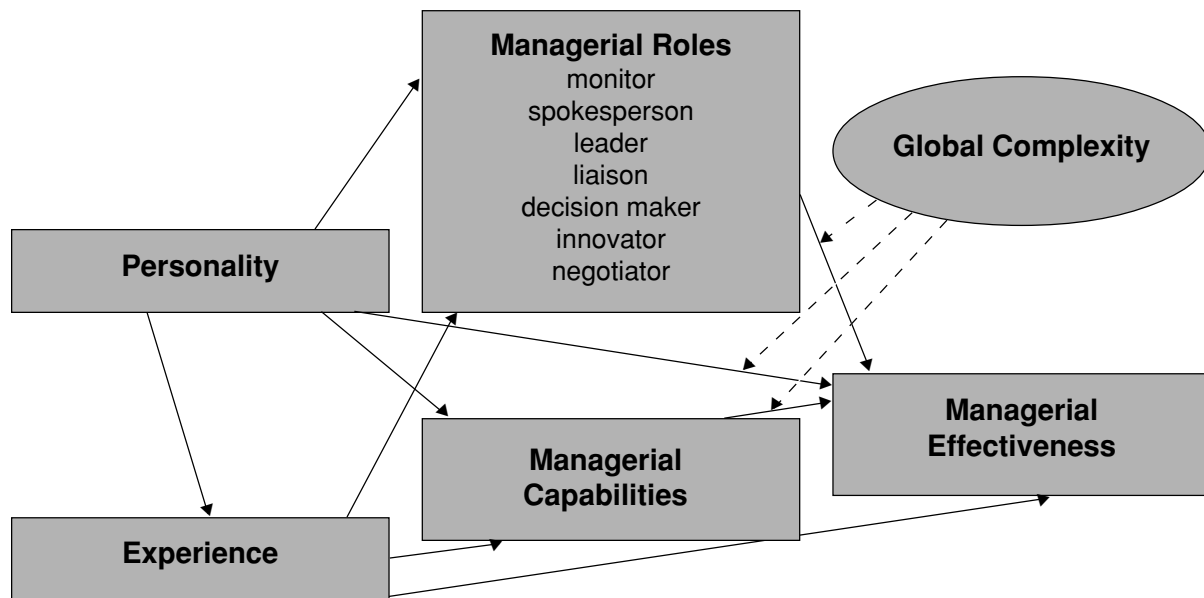 Managerial Roles
monitor
spokesperson
leader
liaison
decision maker
innovator
negotiator
Global Complexity
Personality
Managerial
Effectiveness
Managerial
Capabilities
Experience